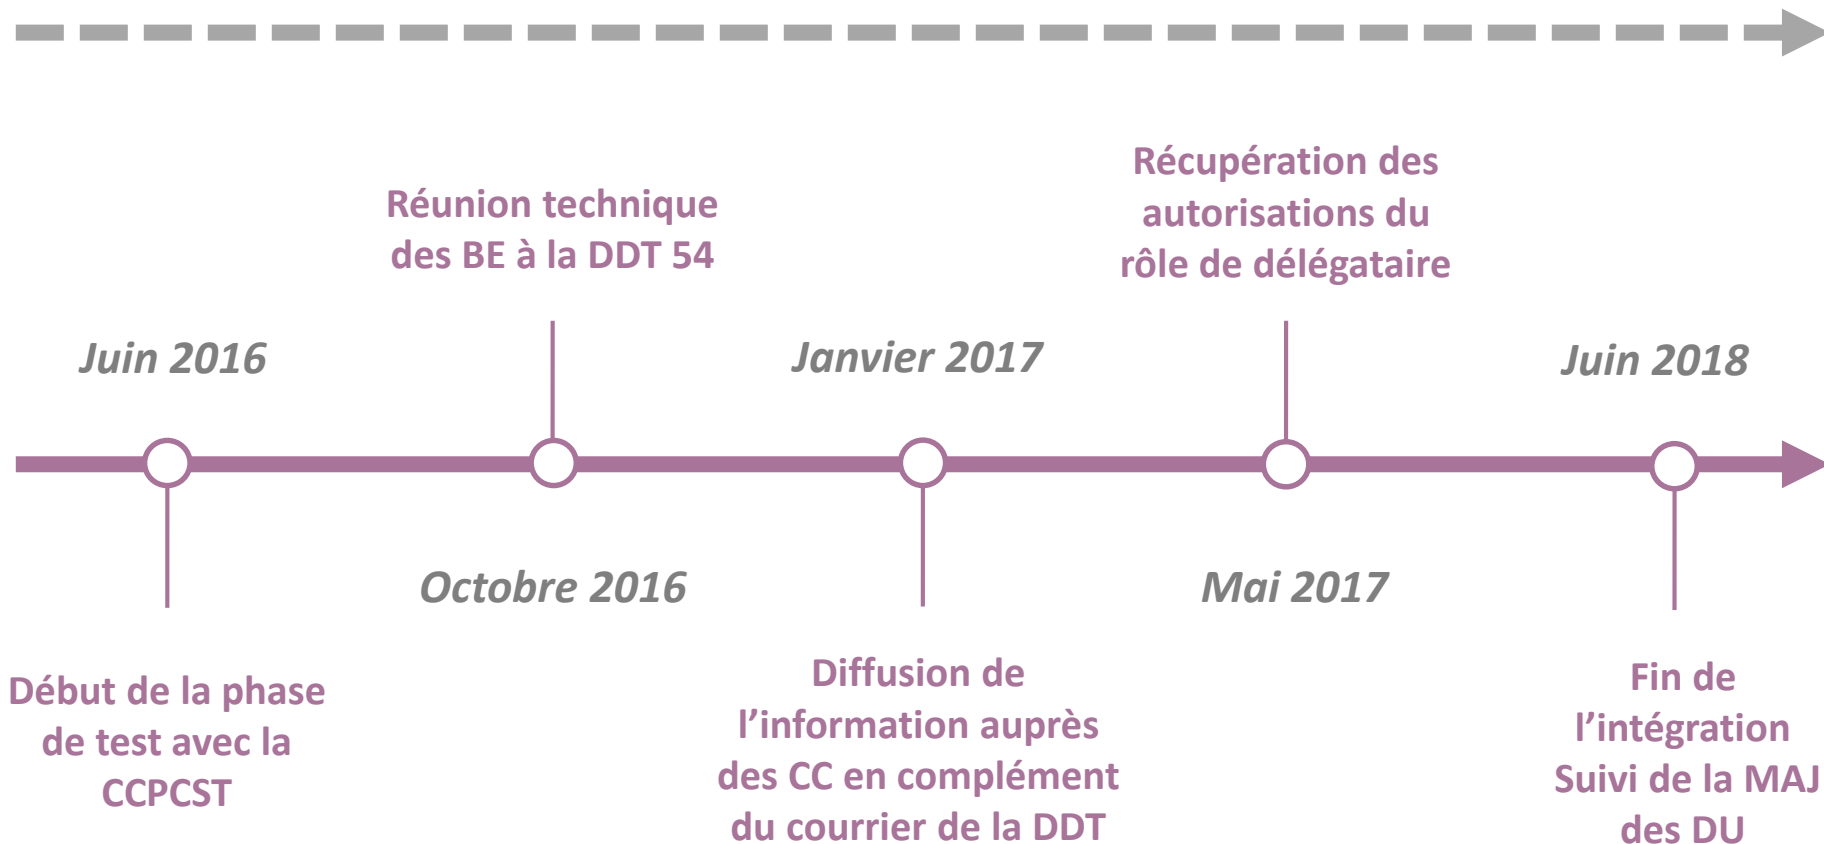 Juin 2016
Début de la phase
de test avec la
CCPCST
Réunion technique
des BE à la DDT 54
Octobre 2016
Janvier 2017
Diffusion de
l’information auprès
des CC en complément
du courrier de la DDT
Récupération des
autorisations du
rôle de délégataire
Mai 2017
Juin 2018
Fin de
l’intégration
Suivi de la MAJ
des DU